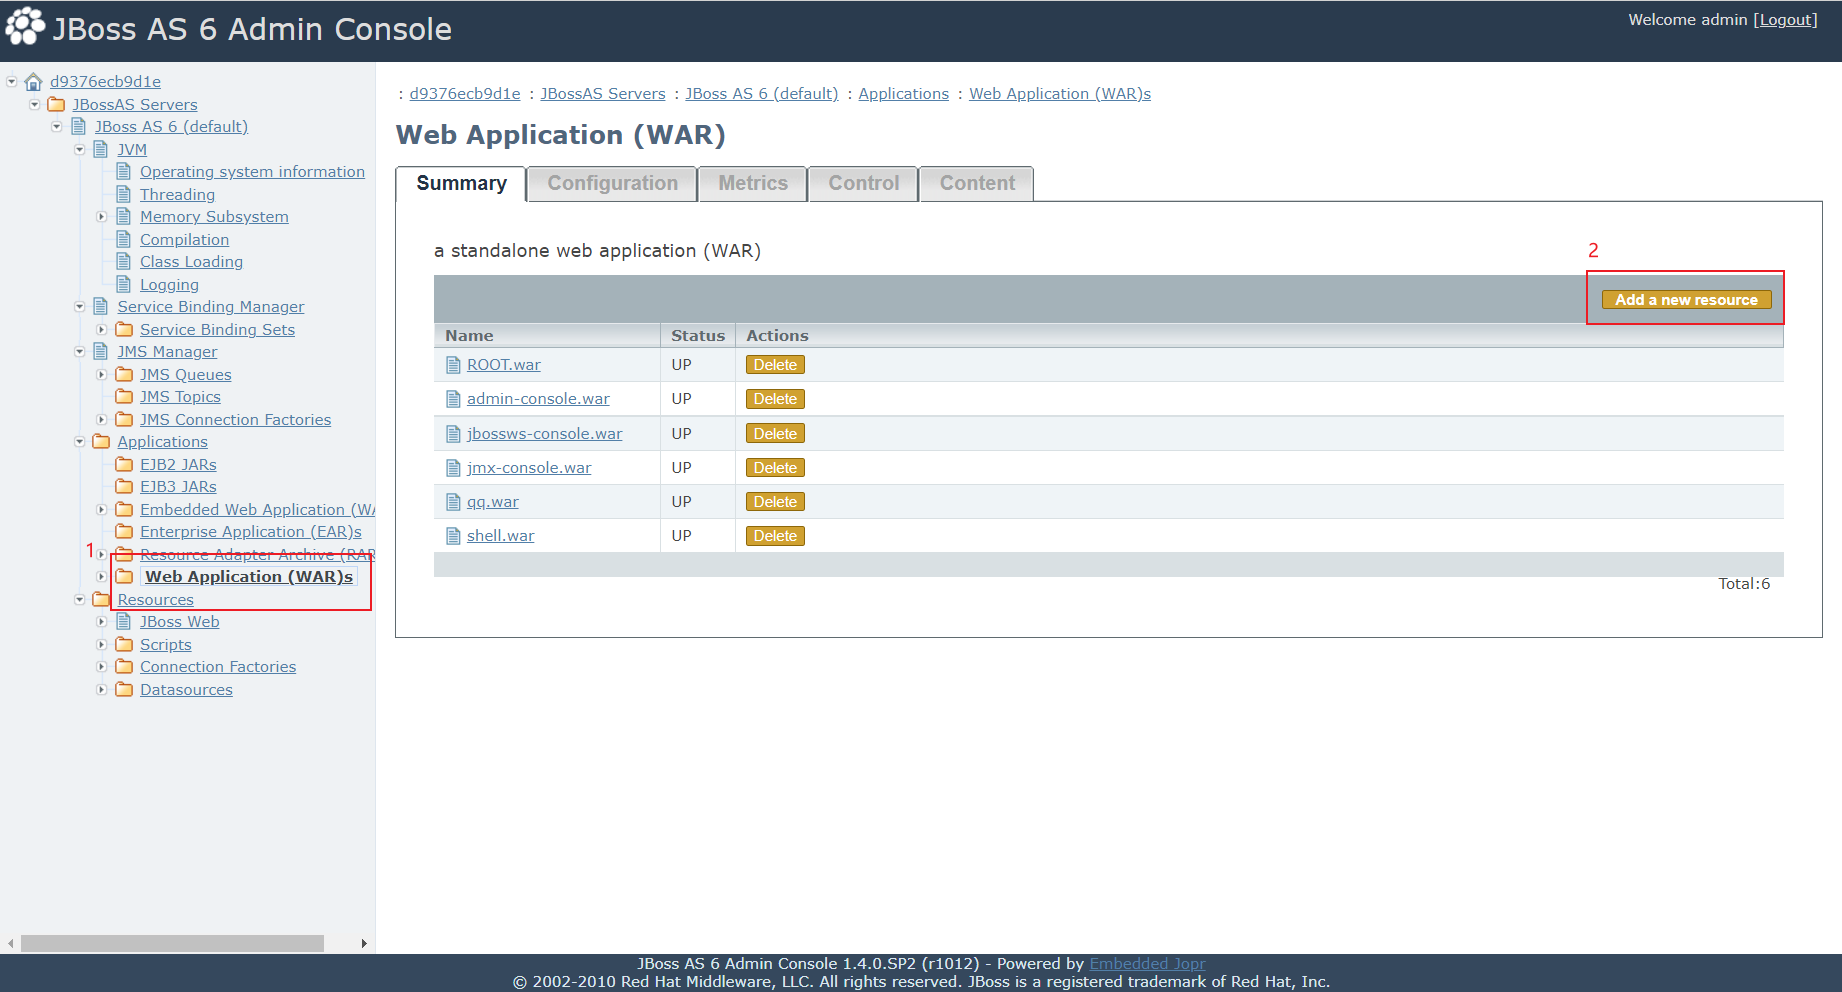 JBoss AS 6 Admin Console
Welcome admin [Logout]
d9376ecb9d1e
JBossAS Servers
JBoss AS 6 (default)
JVM
Operating system information
Threading
Memory Subsystem
Compilation
Class Loading
Logging
Service Binding Manager
Service Binding Sets
JMS Manager
JMS Queues
JMS Topics
JMS Connection Factories
Applications
EJB2 JARs
EJB3 JARs
Embedded Web Application (WA
Enterprise Application (EAR)s
1
Resource Adapter Archive (RAR
Web Application (WAR)s
Resources
JBoss Web
Scripts
Connection Factories
Datasources
: d9376ecb9d1e : JBossAS Servers : JBoss AS 6 (default) : Applications : Web Application (WAR)s
Web Application (WAR)
Summary Configuration Metrics Control Content
a standalone web application (WAR)
2
Add a new resource
Name Status Actions
ROOT.war UP Delete
admin-console.war UP Delete
jbossws-console.war UP Delete
jmx-console.war UP Delete
qq.war UP Delete
shell.war UP Delete
Total:6
JBoss AS 6 Admin Console 1.4.0.SP2 (r1012) - Powered by Embedded Jopr
© 2002-2010 Red Hat Middleware, LLC. All rights reserved. JBoss is a registered trademark of Red Hat, Inc.